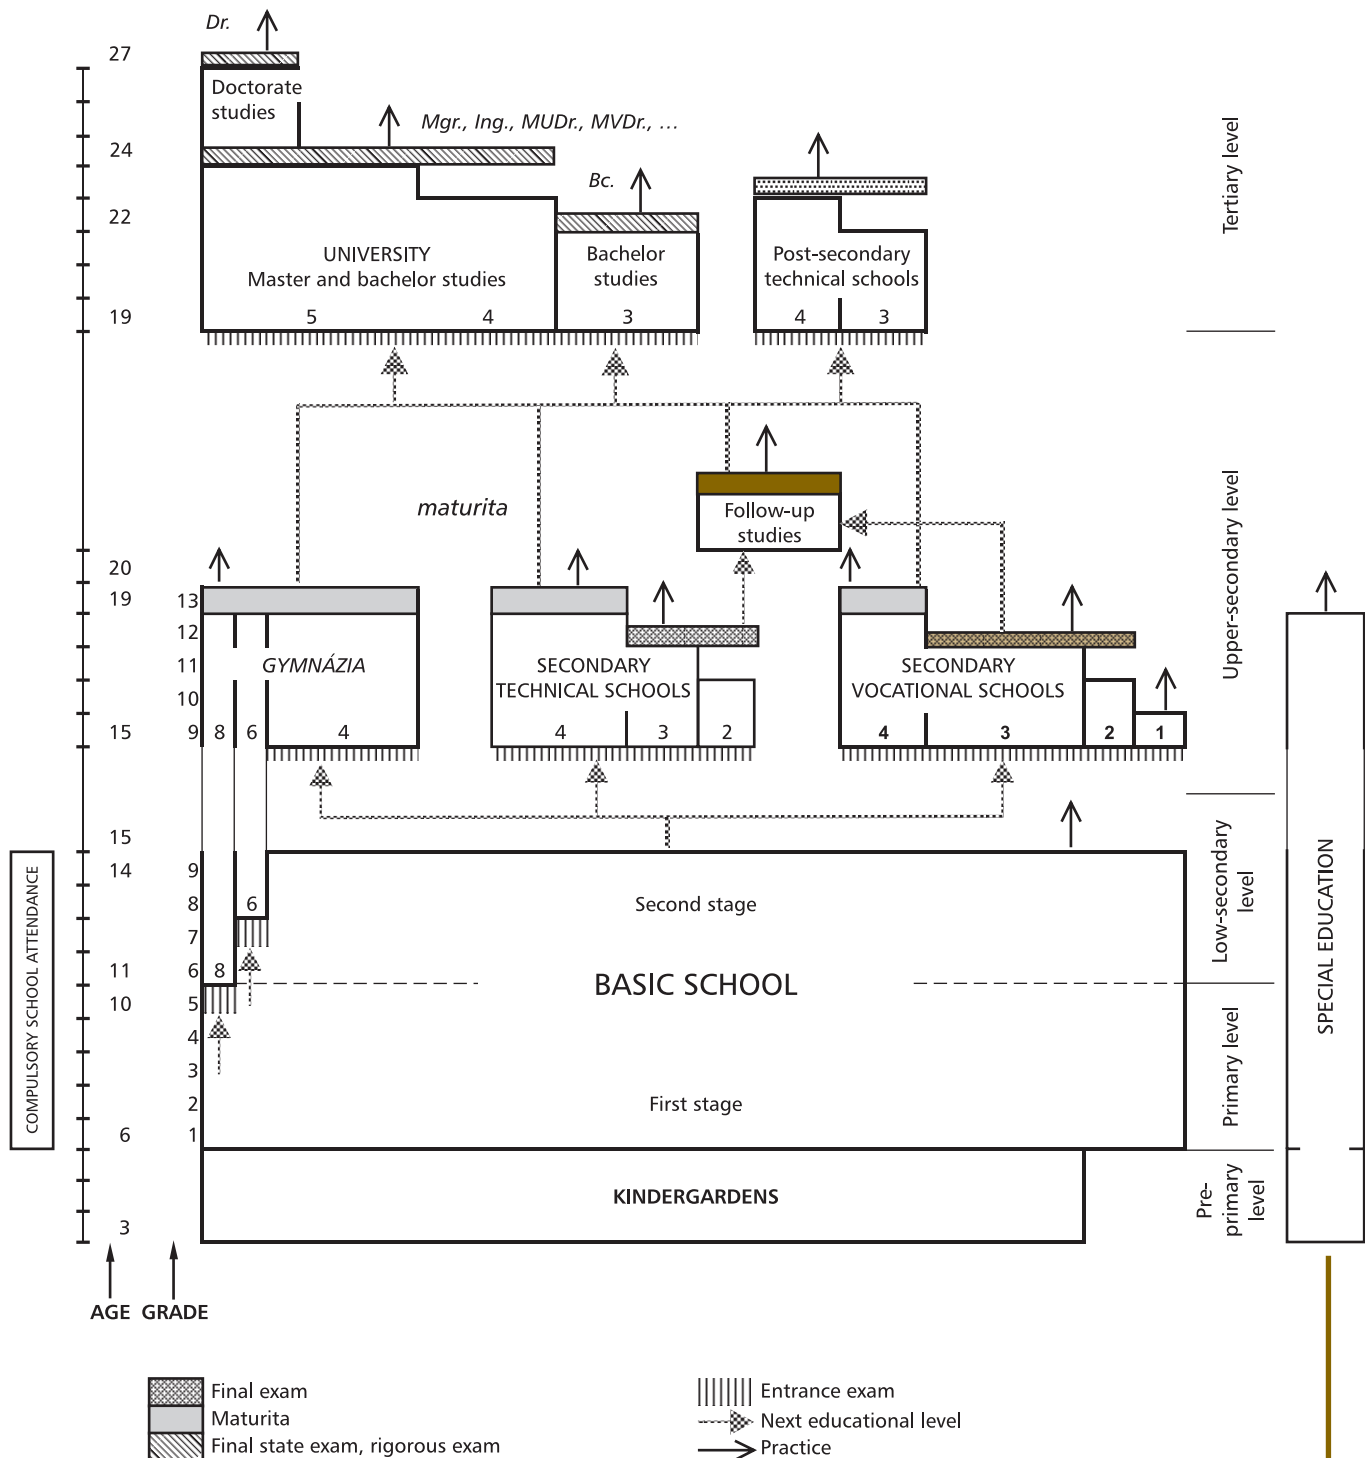 Dr.
27
Doctorate
studies
Mgr., Ing., MUDr., MVDr., …
24
Bc.
22
UNIVERSITY
Master and bachelor studies
Bachelor
studies
Post-secondary
technical schools
Tertiary level
19
5
4
3
4
3
maturita
Follow-up
studies
Upper-secondary level
20
19
13
12
11
GYMNÁZIA
SECONDARY
TECHNICAL SCHOOLS
SECONDARY
VOCATIONAL SCHOOLS
10
15
9
8
6
4
4
3
2
4
3
2
1
15
14
9
8
6
Second stage
Low-secondary
level
7
11
6
8
BASIC SCHOOL
10
5
4
3
2
First stage
Primary level
6
1
COMPULSORY SCHOOL ATTENDANCE
SPECIAL EDUCATION
KINDERGARDENS
Pre-
primary
level
3
AGE GRADE
Final exam
Maturita
Final state exam, rigorous exam
Entrance exam
Next educational level
Practice